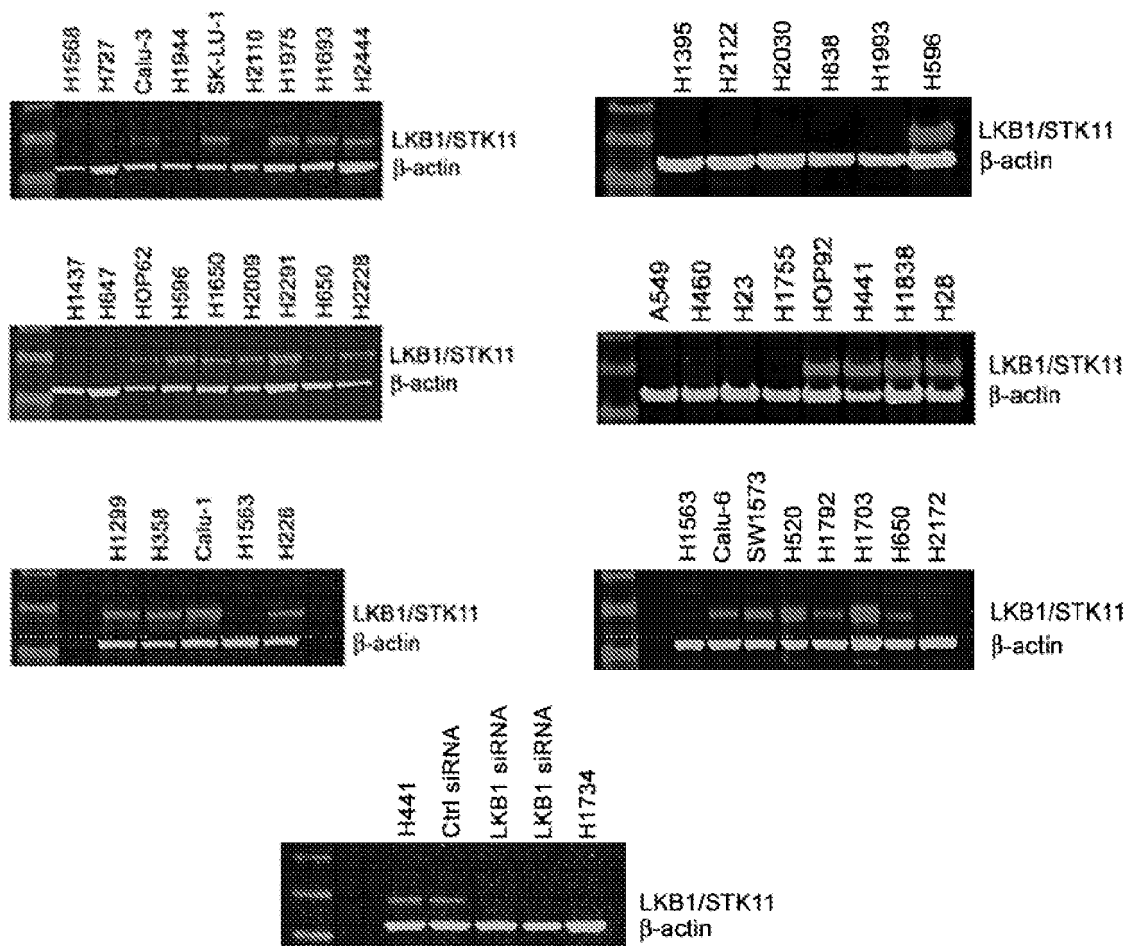 H1568 H727 Calu-3 H1944 SK-LU-1 H2110 H1975 H1693 H2444
LKB1/STK11
β-actin
H1395 H2122 H2030 H838 H1993 H596
LKB1/STK11
β-actin
H1437 H647 HOP62 H596 H1650 H2009 H2291 H650 H2228
LKB1/STK11
β-actin
A549 H460 H23 H1755 HOP92 H441 H1838 H28
LKB1/STK11
β-actin
H1299 H358 Calu-1 H1563 H226
LKB1/STK11
β-actin
H1563 Calu-6 SW1573 H520 H1792 H1703 H650 H2172
LKB1/STK11
β-actin
H441 Ctrl siRNA LKB1 siRNA LKB1 siRNA H1734
LKB1/STK11
β-actin